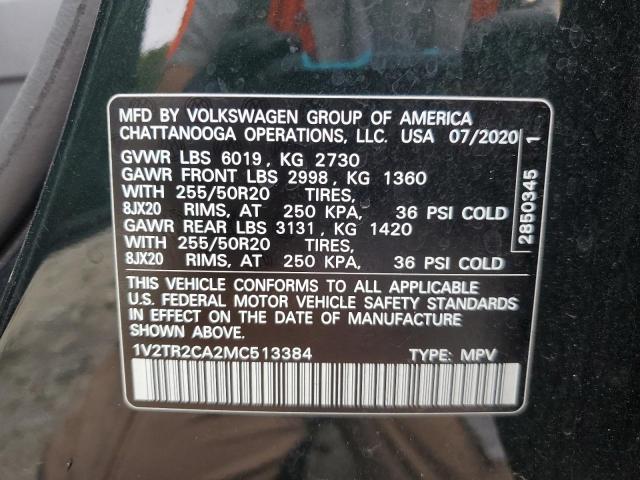 MFD BY VOLKSWAGEN GROUP OF AMERICA
CHATTANOOGA OPERATIONS, LLC. USA 07/2020
GVWR LBS 6019, KG 2730
GAWR FRONT LBS 2998, KG 1360
WITH 255/50R20 TIRES,
8JX20 RIMS, AT 250 KPA, 36 PSI COLD
GAWR REAR LBS 3131, KG 1420
WITH 255/50R20 TIRES,
8JX20 RIMS, AT 250 KPA, 36 PSI COLD
THIS VEHICLE CONFORMS TO ALL APPLICABLE
U.S. FEDERAL MOTOR VEHICLE SAFETY STANDARDS
IN EFFECT ON THE DATE OF MANUFACTURE
SHOWN ABOVE
1V2TR2CA2MC513384 TYPE: MPV
2850345 1